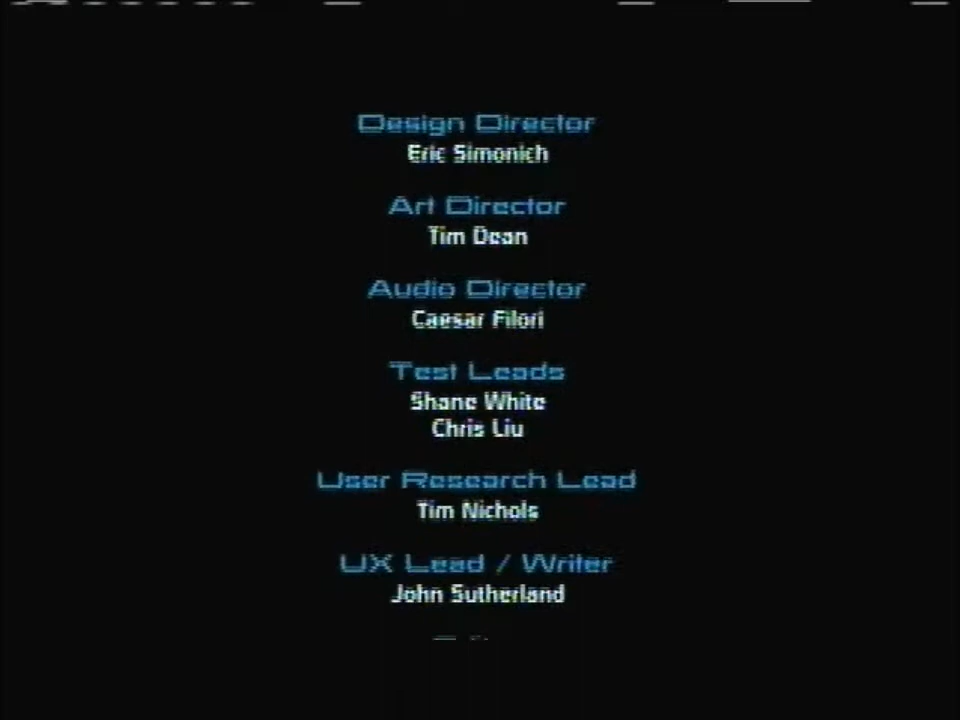 Design Director
Eric Simonich
Art Director
Tim Dean
Audio Director
Caesar Filori
Test Leads
Shane White
Chris Liu
User Research Lead
Tim Nichols
UX Lead / Writer
John Sutherland